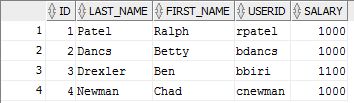 ID LAST_NAME FIRST_NAME USERID SALARY
1 1 Patel Ralph rpatel 1000
2 2 Dancs Betty bdancs 1000
3 3 Drexler Ben bbiri 1100
4 4 Newman Chad cnewman 1000